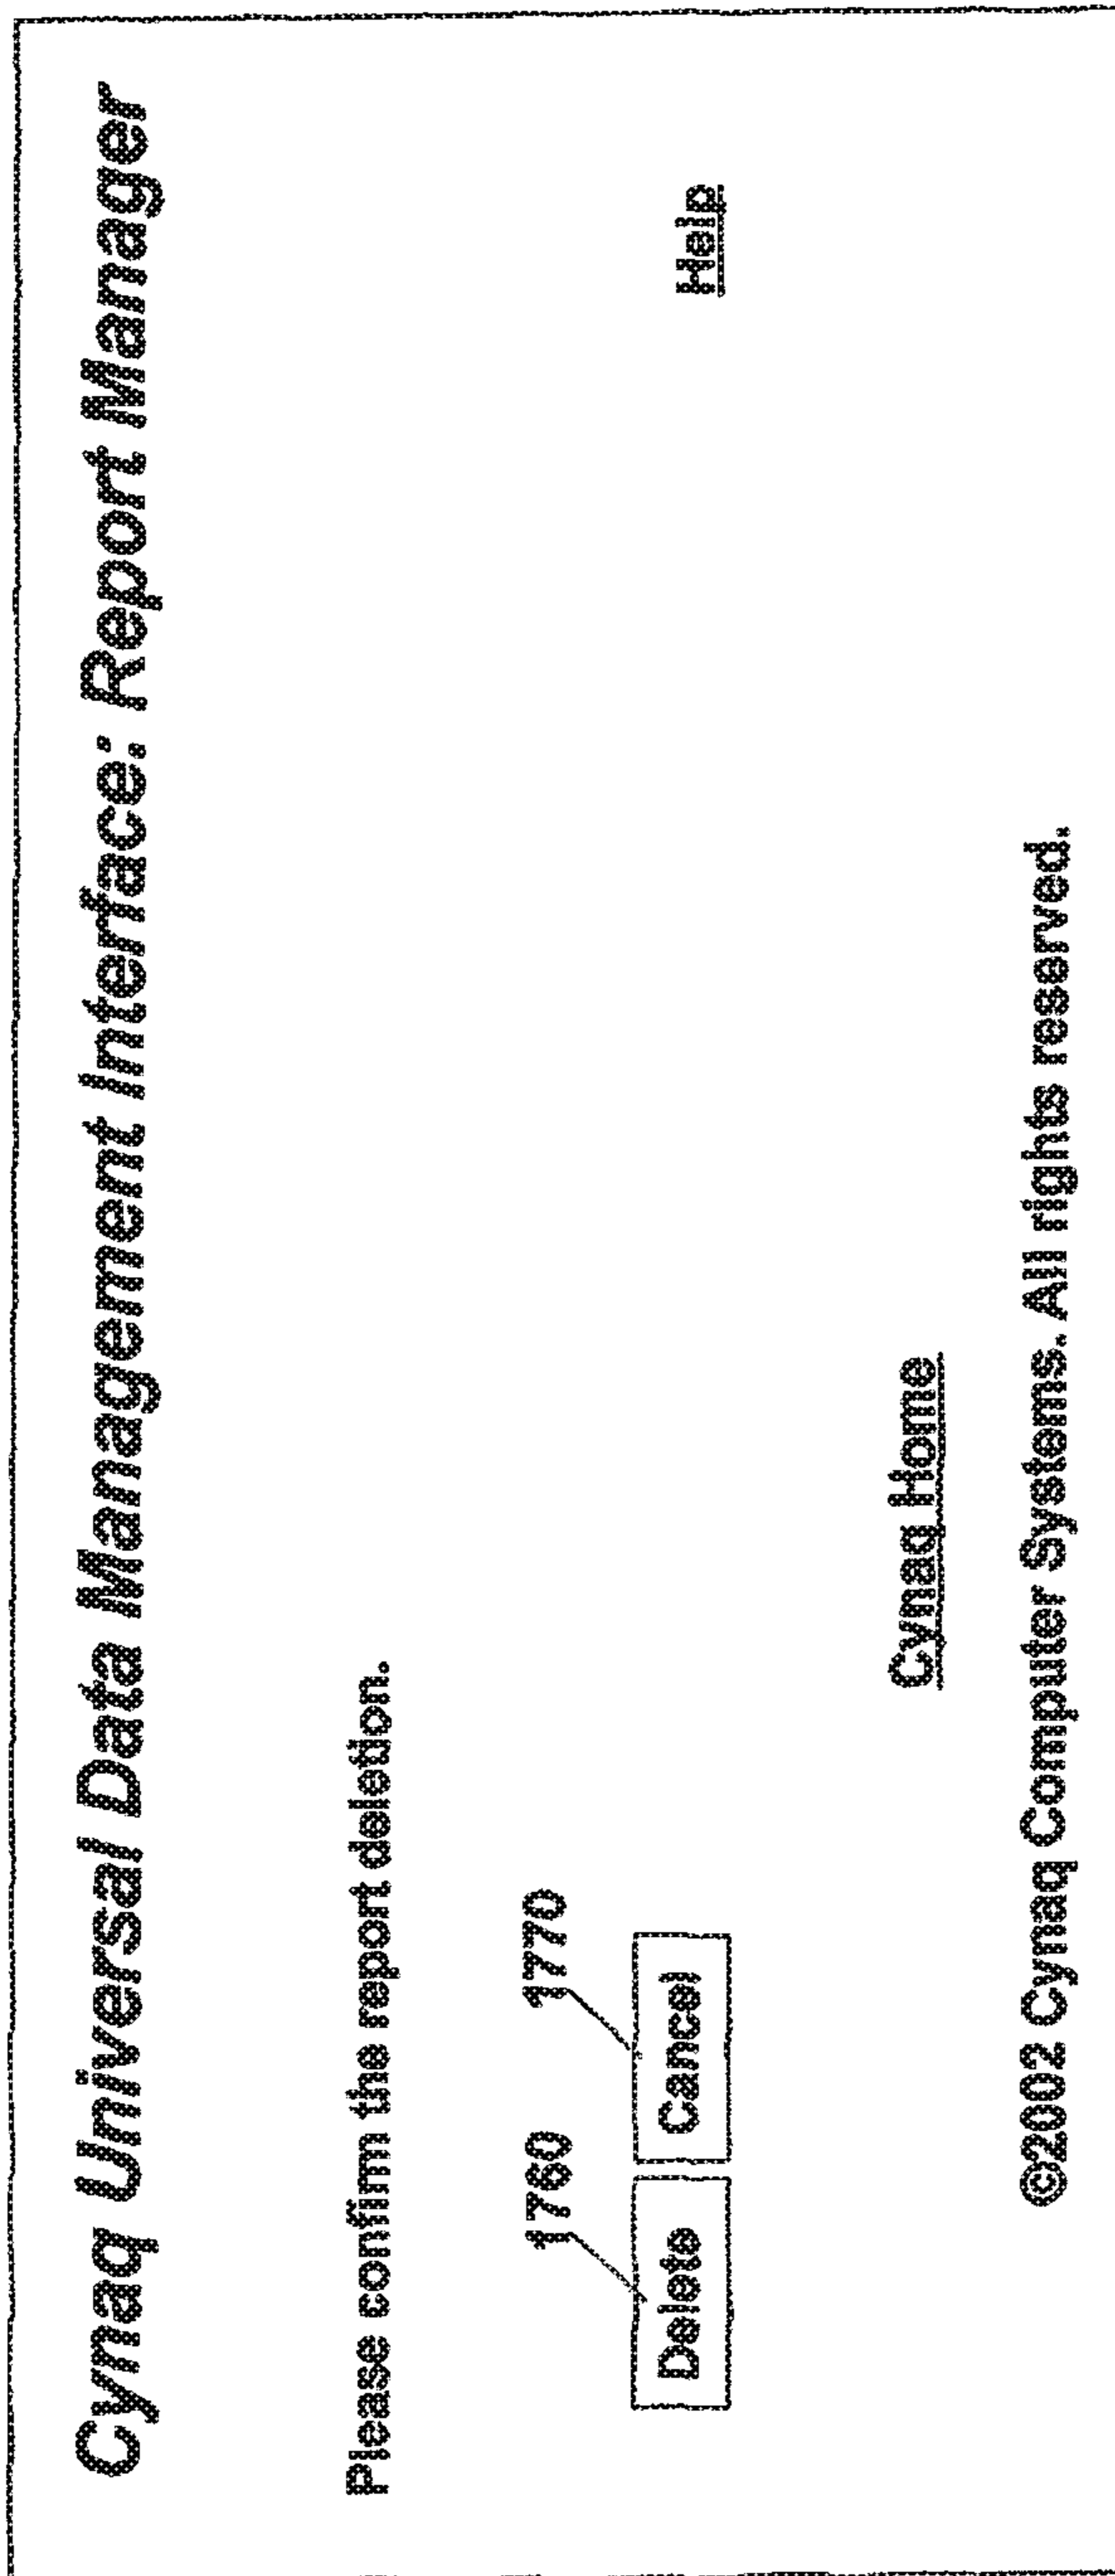 Cynaq Universal Data Management Interface: Report Manager
Please confirm the report deletion.
1760 1770
Delete Cancel Help
Cynaq Home
©2002 Cynaq Computer Systems. All rights reserved.